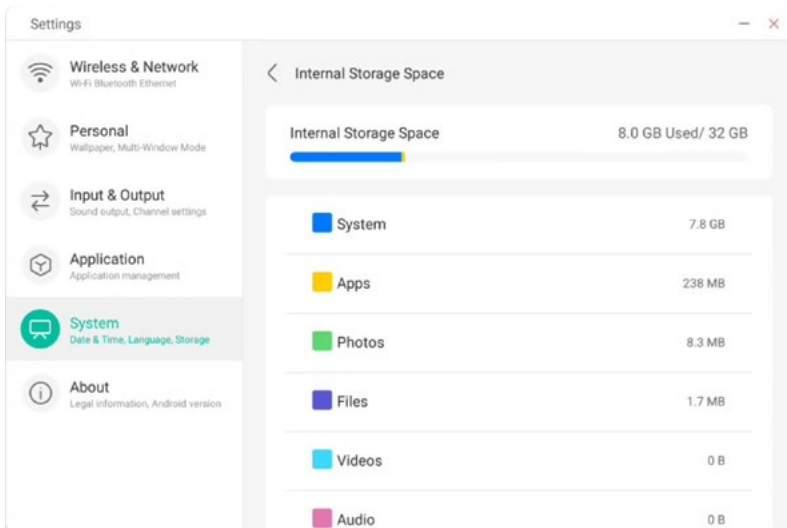 Settings
Wireless & Network
Wi-Fi Bluetooth Ethernet
Personal
Wallpaper, Multi-Window Mode
Input & Output
Sound output, Channel settings
Application
Application management
System
Date & Time, Language, Storage
About
Legal information, Android version
Internal Storage Space
Internal Storage Space 8.0 GB Used/ 32 GB
System 7.8 GB
Apps 238 MB
Photos 8.3 MB
Files 1.7 MB
Videos 0 B
Audio 0 B